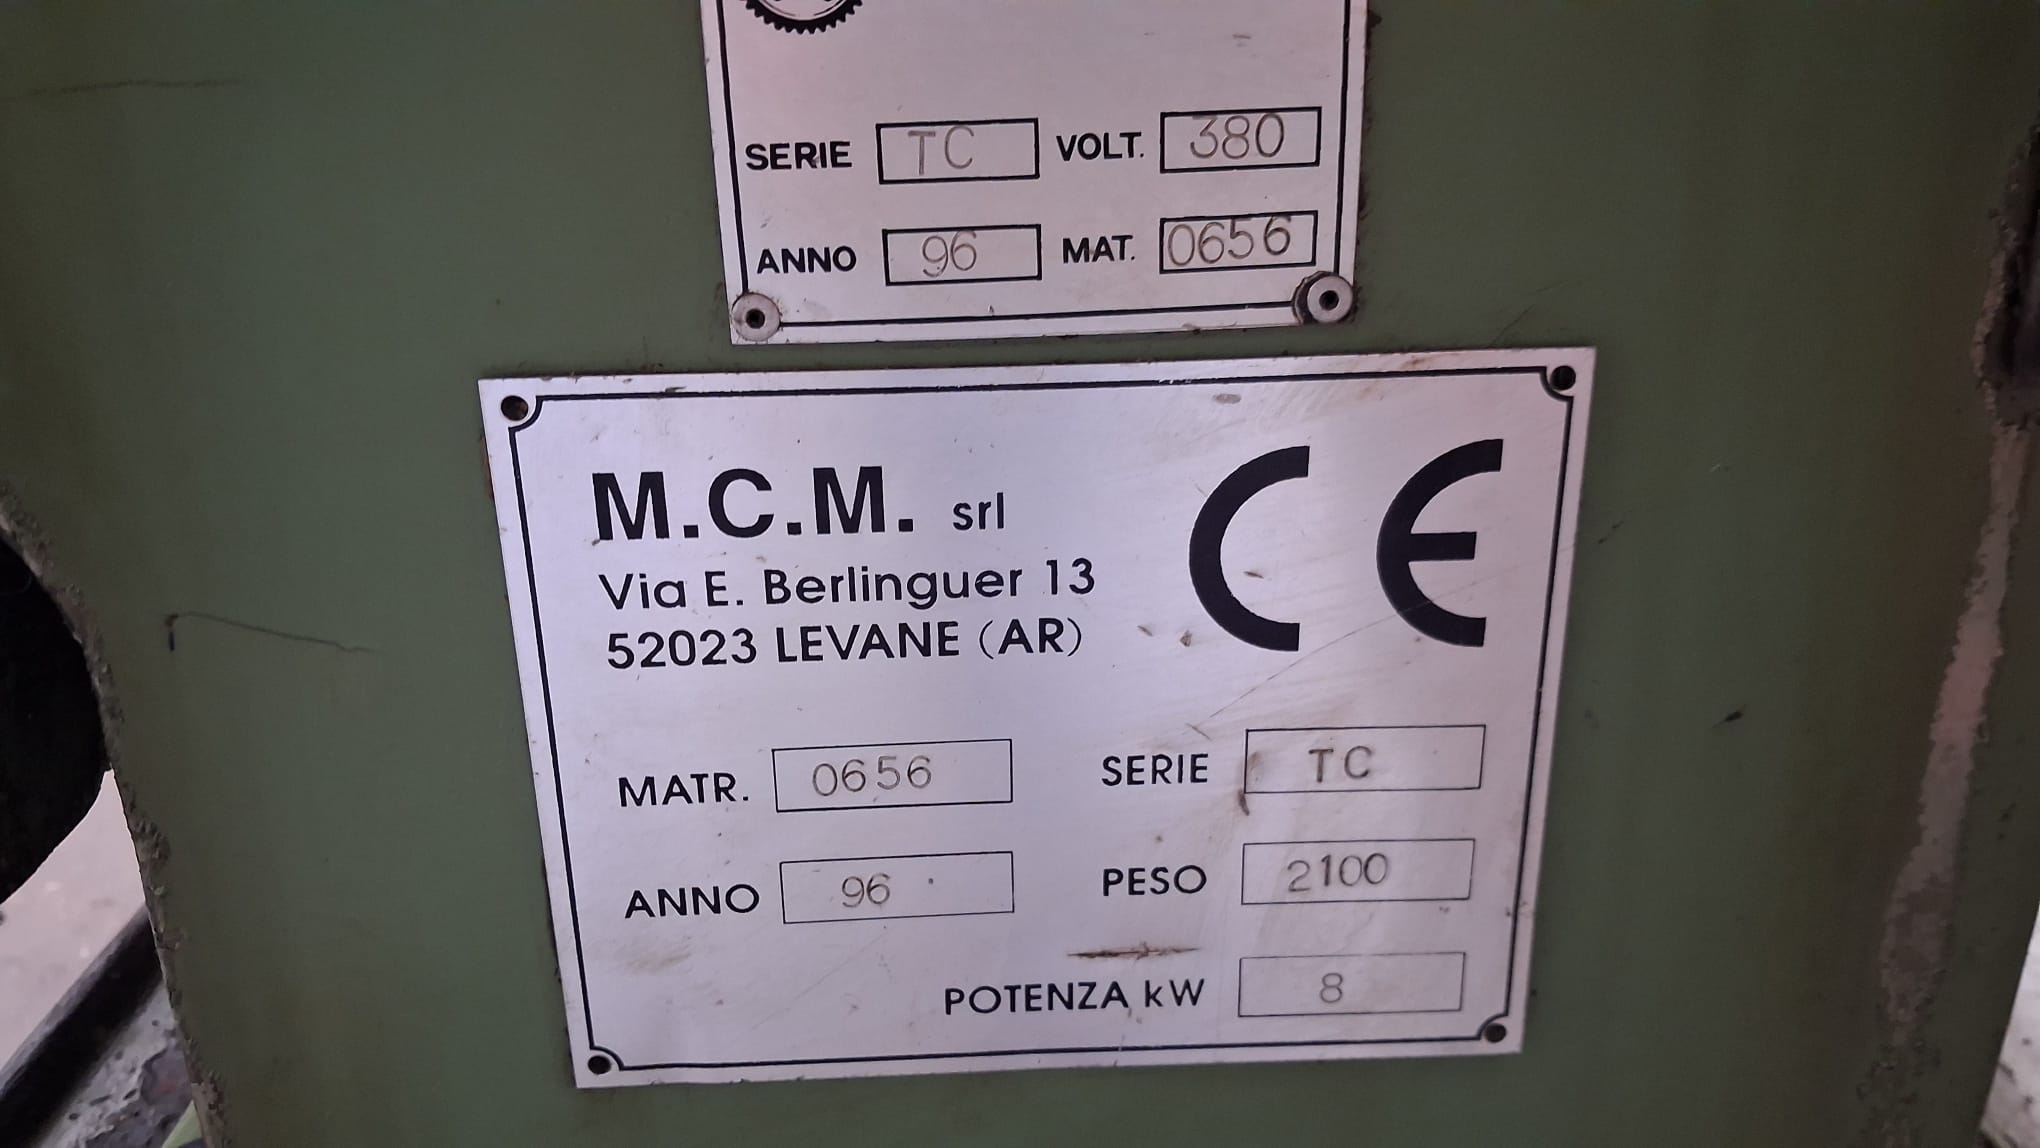 SERIE TC VOLT. 380
ANNO 96 MAT. 0656
M.C.M. srl
Via E. Berlinguer 13
52023 LEVANE (AR)
CE
MATR. 0656 SERIE TC
ANNO 96 PESO 2100
POTENZA kW 8